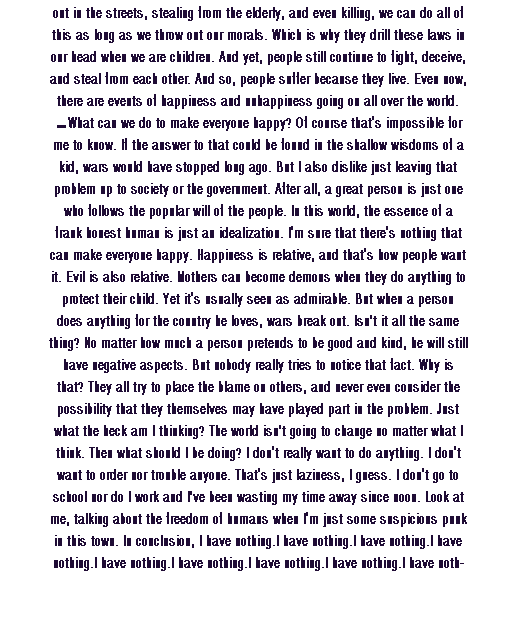 out in the streets, stealing from the elderly, and even killing, we can do all of
this as long as we throw out our morals. Which is why they drill these laws in
our head when we are children. And yet, people still continue to fight, deceive,
and steal from each other. And so, people suffer because they live. Even now,
there are events of happiness and unhappiness going on all over the world.
...What can we do to make everyone happy? Of course that's impossible for
me to know. If the answer to that could be found in the shallow wisdoms of a
kid, wars would have stopped long ago. But I also dislike just leaving that
problem up to society or the government. After all, a great person is just one
who follows the popular will of the people. In this world, the essence of a
frank honest human is just an idealization. I'm sure that there's nothing that
can make everyone happy. Happiness is relative, and that's how people want
it. Evil is also relative. Mothers can become demons when they do anything to
protect their child. Yet it's usually seen as admirable. But when a person
does anything for the country he loves, wars break out. Isn't it all the same
thing? No matter how much a person pretends to be good and kind, he will still
have negative aspects. But nobody really tries to notice that fact. Why is
that? They all try to place the blame on others, and never even consider the
possibility that they themselves may have played part in the problem. Just
what the heck am I thinking? The world isn't going to change no matter what I
think. Then what should I be doing? I don't really want to do anything. I don't
want to order nor trouble anyone. That's just laziness, I guess. I don't go to
school nor do I work and I've been wasting my time away since noon. Look at
me, talking about the freedom of humans when I'm just some suspicious punk
in this town. In conclusion, I have nothing.I have nothing.I have nothing.I have
nothing.I have nothing.I have nothing.I have nothing.I have nothing.I have noth-